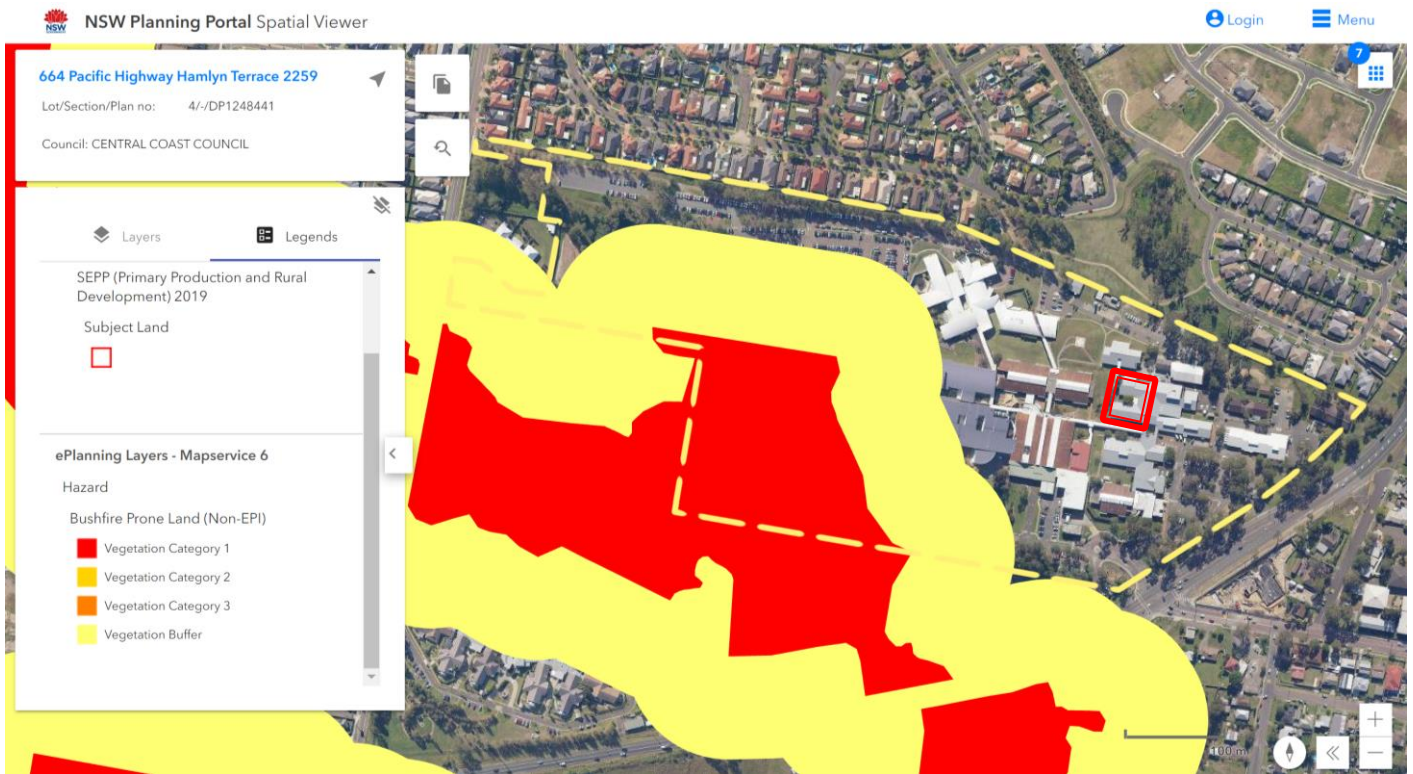 NSW
NSW Planning Portal Spatial Viewer
Login
Menu
7
664 Pacific Highway Hamlyn Terrace 2259
Lot/Section/Plan no: 4/-/DP1248441
Council: CENTRAL COAST COUNCIL
Layers
Legends
SEPP (Primary Production and Rural
Development) 2019
Subject Land
ePlanning Layers - Mapservice 6
Hazard
Bushfire Prone Land (Non-EPI)
Vegetation Category 1
Vegetation Category 2
Vegetation Category 3
Vegetation Buffer
100 m